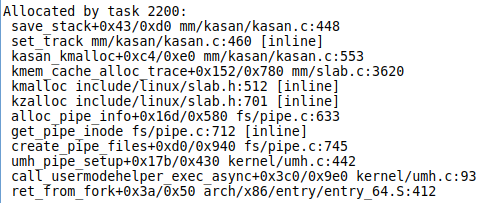 Allocated by task 2200:
save_stack+0x43/0xd0 mm/kasan/kasan.c:448
set_track mm/kasan/kasan.c:460 [inline]
kasan_kmalloc+0xc4/0xe0 mm/kasan/kasan.c:553
kmem_cache_alloc_trace+0x152/0x780 mm/slab.c:3620
kmalloc include/linux/slab.h:512 [inline]
kzalloc include/linux/slab.h:701 [inline]
alloc_pipe_info+0x16d/0x580 fs/pipe.c:633
get_pipe_inode fs/pipe.c:712 [inline]
create_pipe_files+0xd0/0x940 fs/pipe.c:745
umh_pipe_setup+0x17b/0x430 kernel/umh.c:442
call_usermodehelper_exec_async+0x3c0/0x9e0 kernel/umh.c:93
ret_from_fork+0x3a/0x50 arch/x86/entry/entry_64.S:412